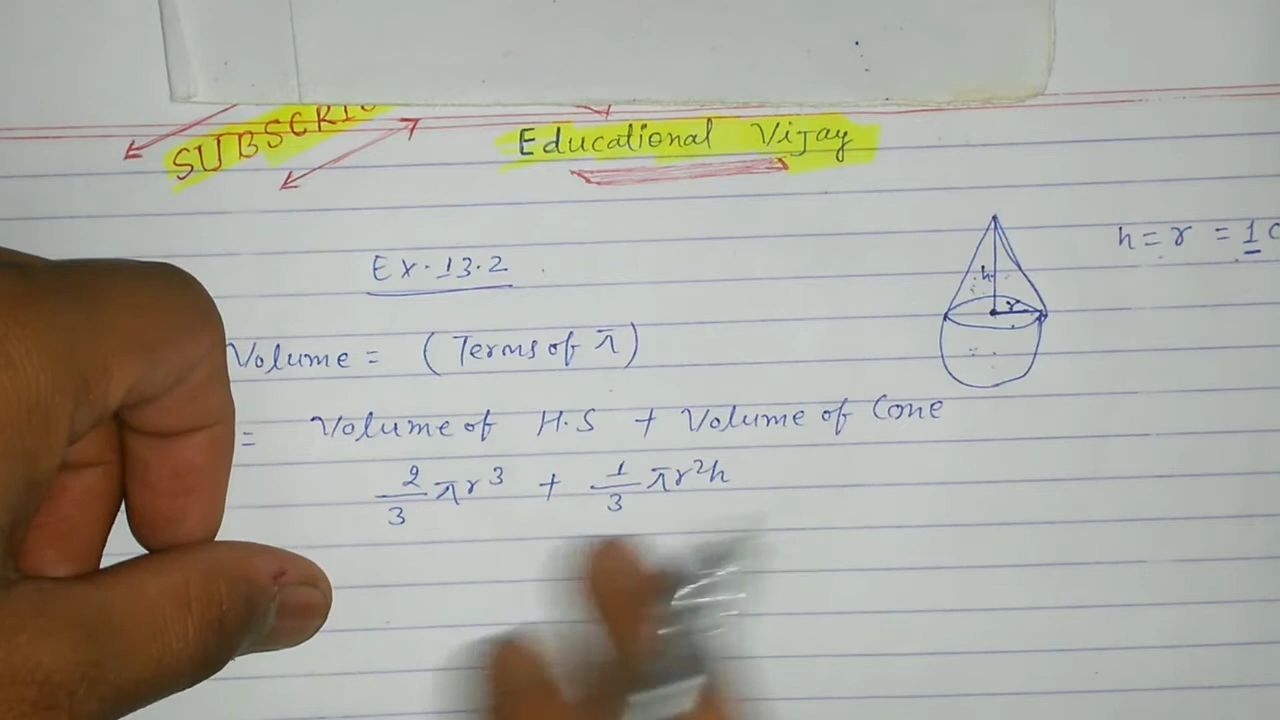 SUBSCRI
Educational Vijay
Ex.13.2
h = r = 1 c
h
r
Volume = (Terms of π)
= Volume of H.S + Volume of Cone
2/3 πr³ + 1/3 πr²h